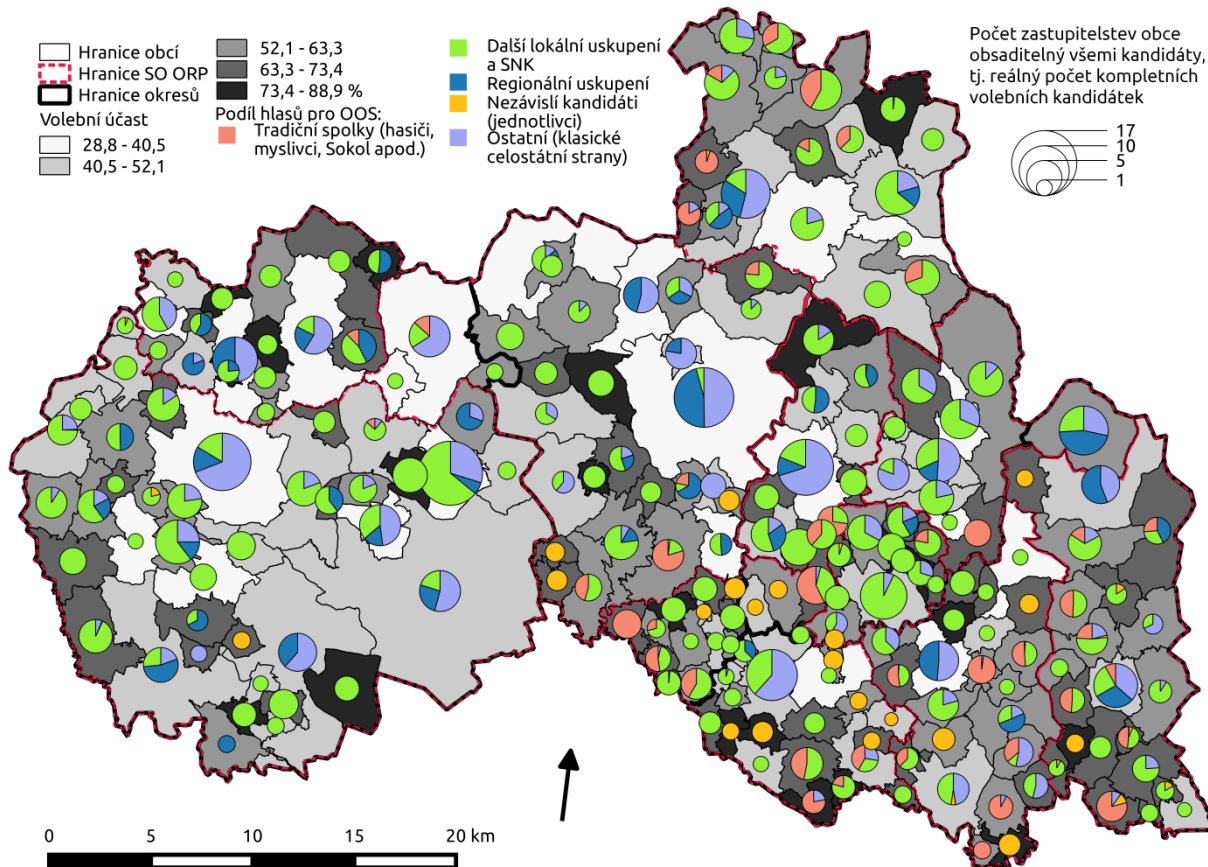 Hranice obcí
Hranice SO ORP
Hranice okresů
Volební účast
28,8 - 40,5
40,5 - 52,1
52,1 - 63,3
63,3 - 73,4
73,4 - 88,9 %
Podíl hlasů pro OOS:
Tradiční spolky (hasiči,
myslivci, Sokol apod.)
Další lokální uskupení
a SNK
Regionální uskupení
Nezávislí kandidáti
(jednotlivci)
Ostatní (klasické
celostátní strany)
Počet zastupitelstev obce
obsaditelný všemi kandidáty,
tj. reálný počet kompletních
volebních kandidátek
17
10
5
1
0 5 10 15 20 km